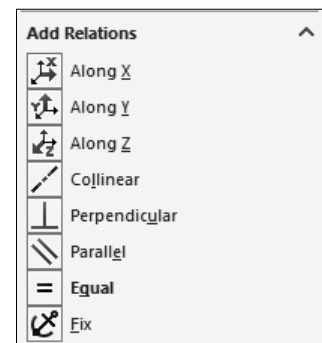 Add Relations
Along X
Along Y
Along Z
Collinear
Perpendicular
Parallel
Equal
Fix